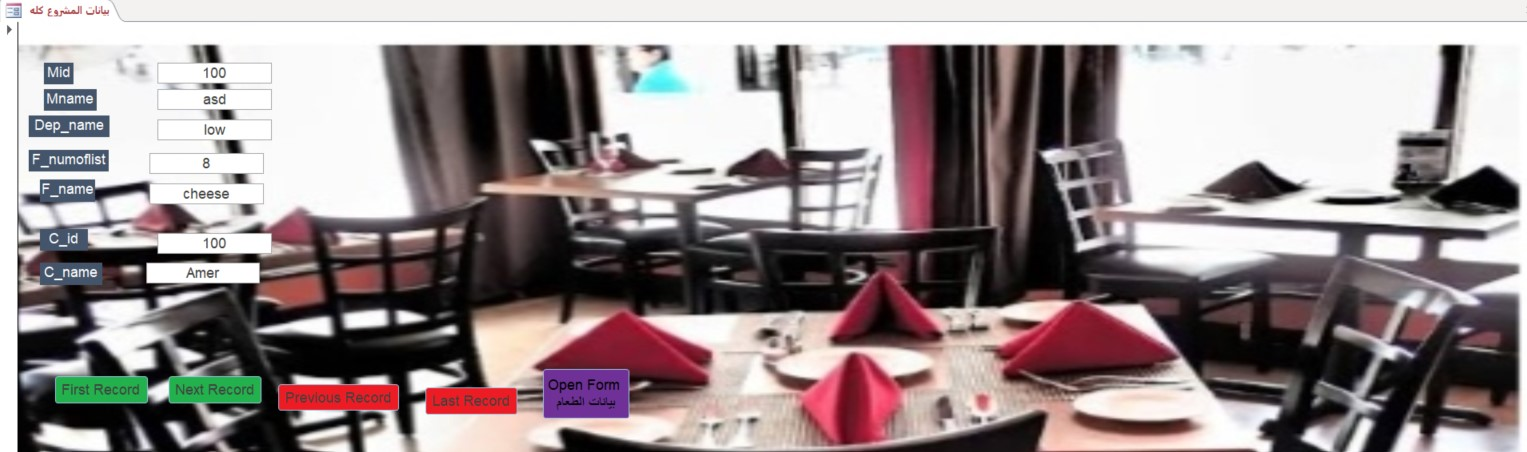 بيانات المشروع كله
Mid 100
Mname asd
Dep_name low
F_numoflist 8
F_name cheese
C_id 100
C_name Amer
First Record
Next Record
Previous Record
Last Record
Open Form
بيانات الطعام